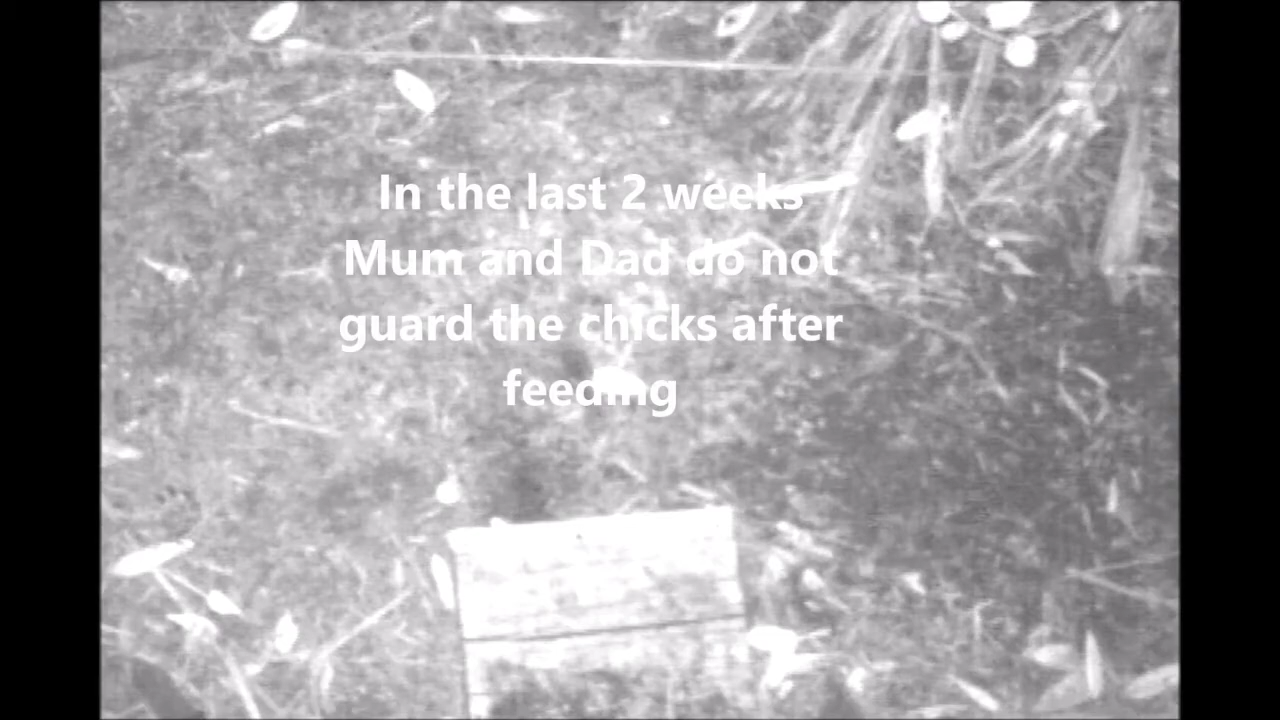 In the last 2 weeks
Mum and Dad do not
guard the chicks after
feeding